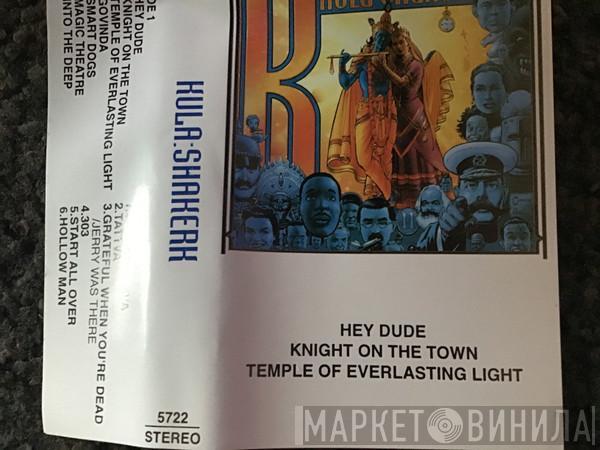 DE 1
HEY DUDE
KNIGHT ON THE TOWN
TEMPLE OF EVERLASTING LIGHT
GOVINDA
SMART DOGS
MAGIC THEATRE
INTO THE DEEP
2.TATTVA
3.GRATEFUL WHEN YOU'RE DEAD
/JERRY WAS THERE
4.303
5.START ALL OVER
6.HOLLOW MAN
KULA:SHAKERK
5722
STEREO
K
HEY DUDE
KNIGHT ON THE TOWN
TEMPLE OF EVERLASTING LIGHT
МАРКЕТ ВИНИЛА